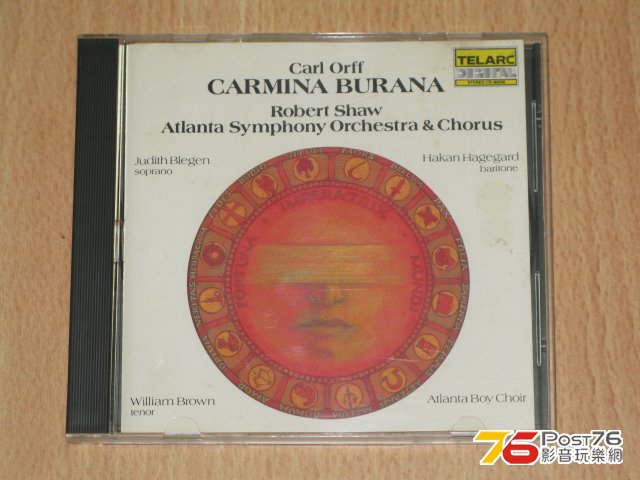 Carl Orff
CARMINA BURANA
Robert Shaw
Atlanta Symphony Orchestra & Chorus
TELARC
DIGITAL
Judith Blegen
soprano
Hakan Hagegard
baritone
FORTUNA IMPERATRIX MUNDI
William Brown
tenor
Atlanta Boy Choir
76 Post76
影音玩樂網